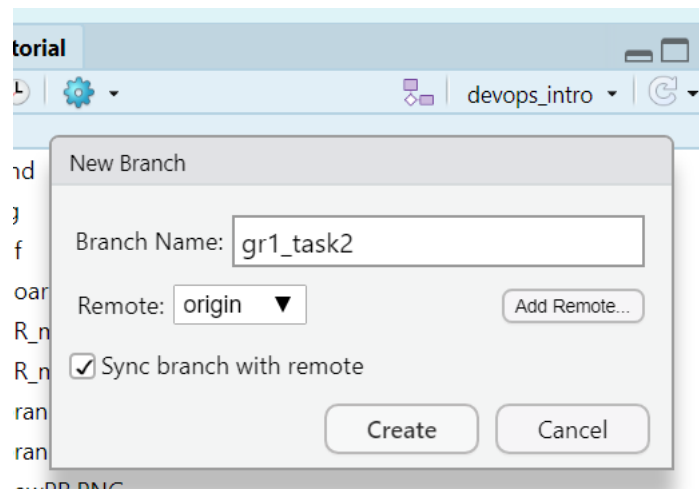 torial
devops_intro
New Branch
Branch Name: gr1_task2
Remote: origin Add Remote...
Sync branch with remote
Create Cancel
oar
R_n
R_n
ran
ran